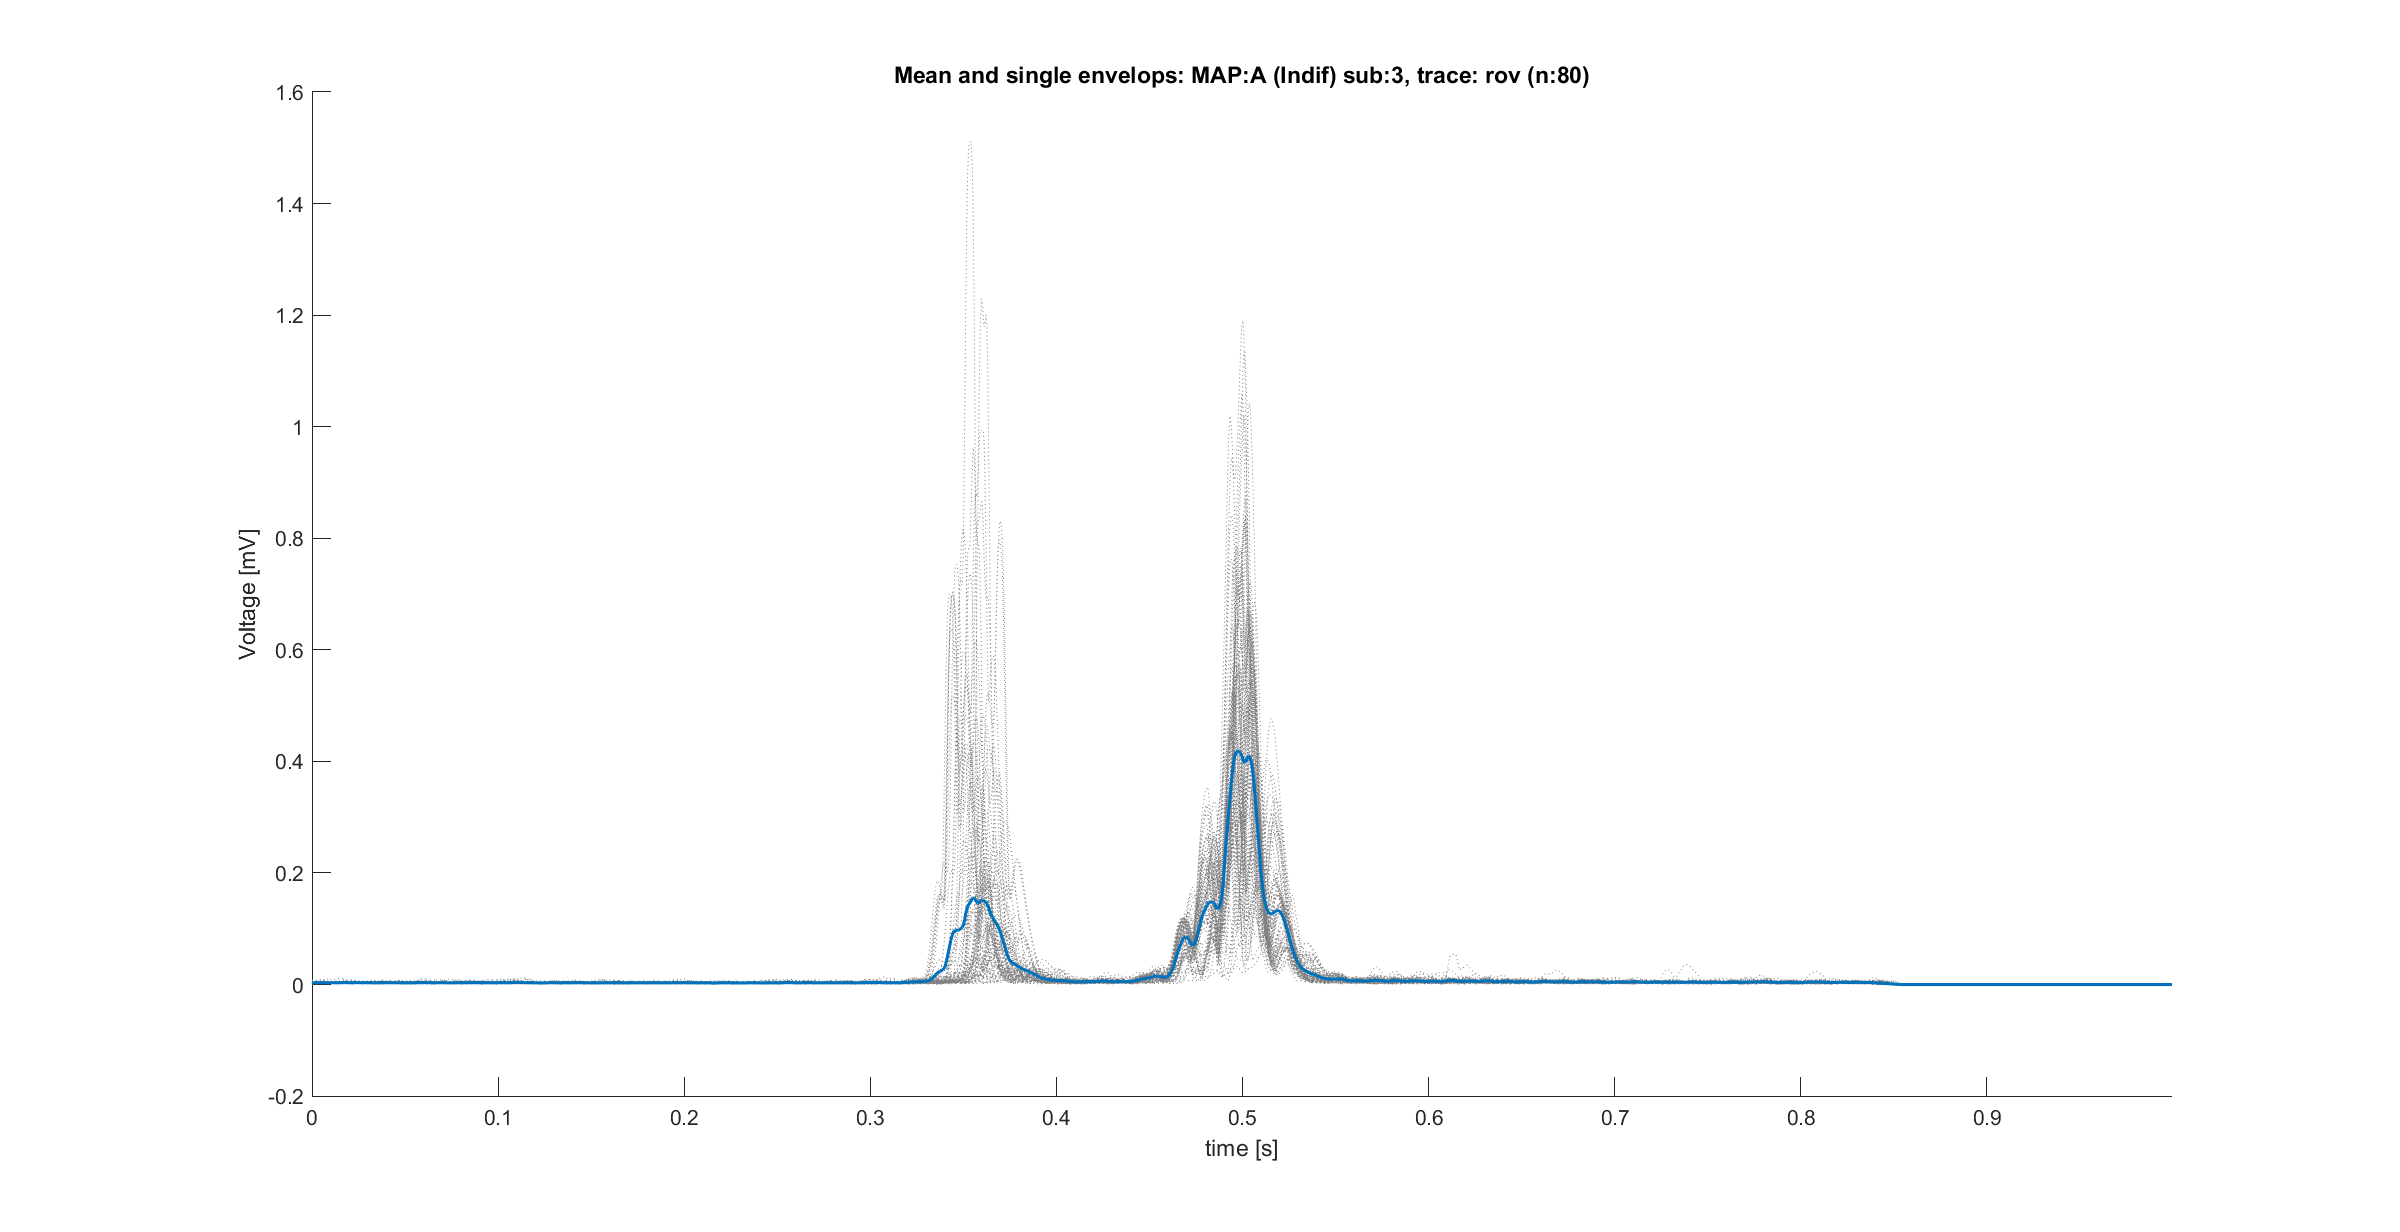 Mean and single envelops: MAP:A (Indif) sub:3, trace: rov (n:80)
1.6
1.4
1.2
1
0.8
0.6
0.4
0.2
0
-0.2
Voltage [mV]
0 0.1 0.2 0.3 0.4 0.5 0.6 0.7 0.8 0.9
time [s]